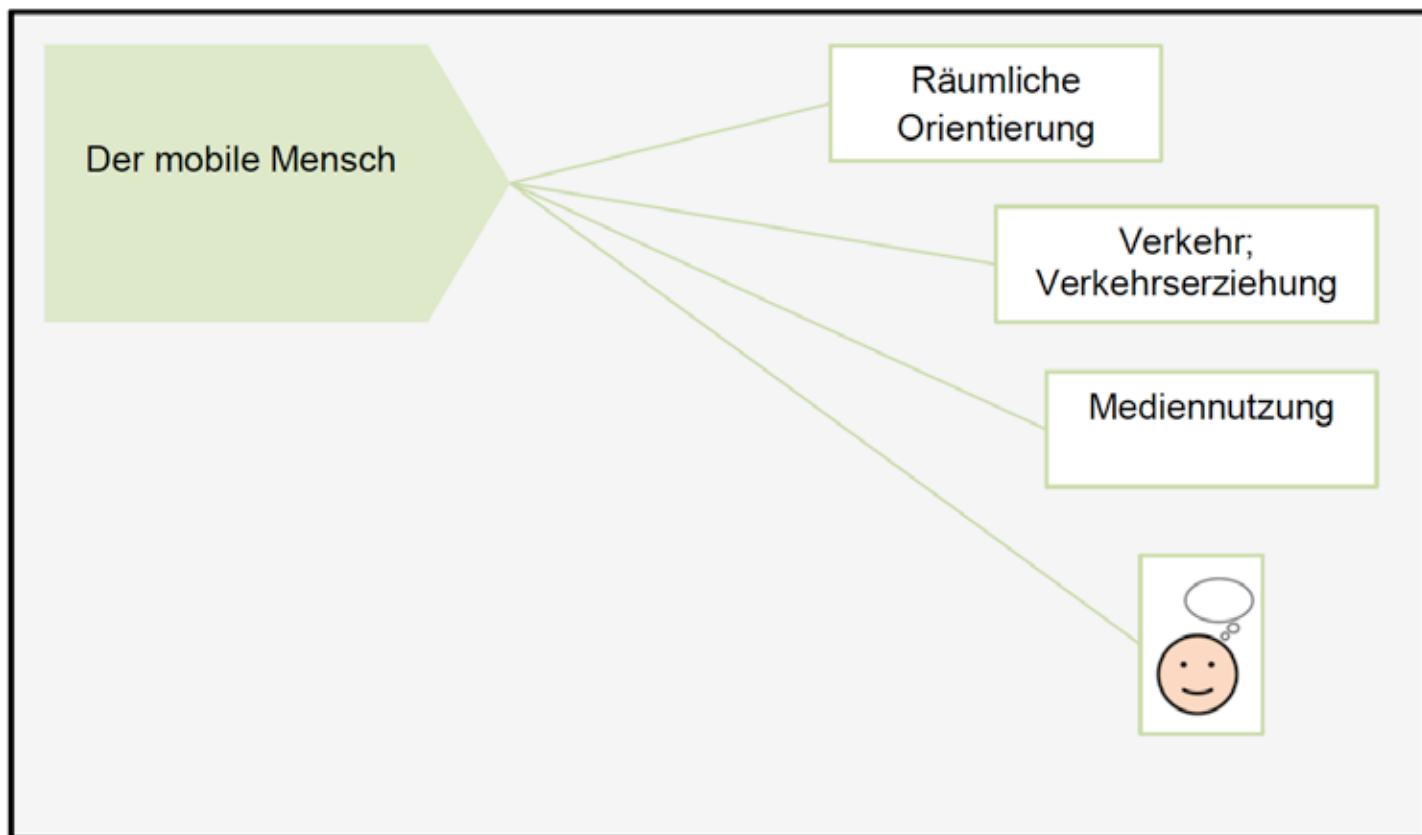 Der mobile Mensch
Räumliche
Orientierung
Verkehr;
Verkehrserziehung
Mediennutzung